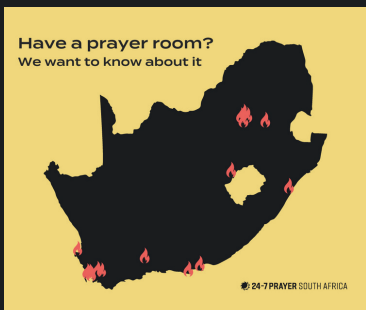 Have a prayer room?
We want to know about it
24-7 PRAYER SOUTH AFRICA